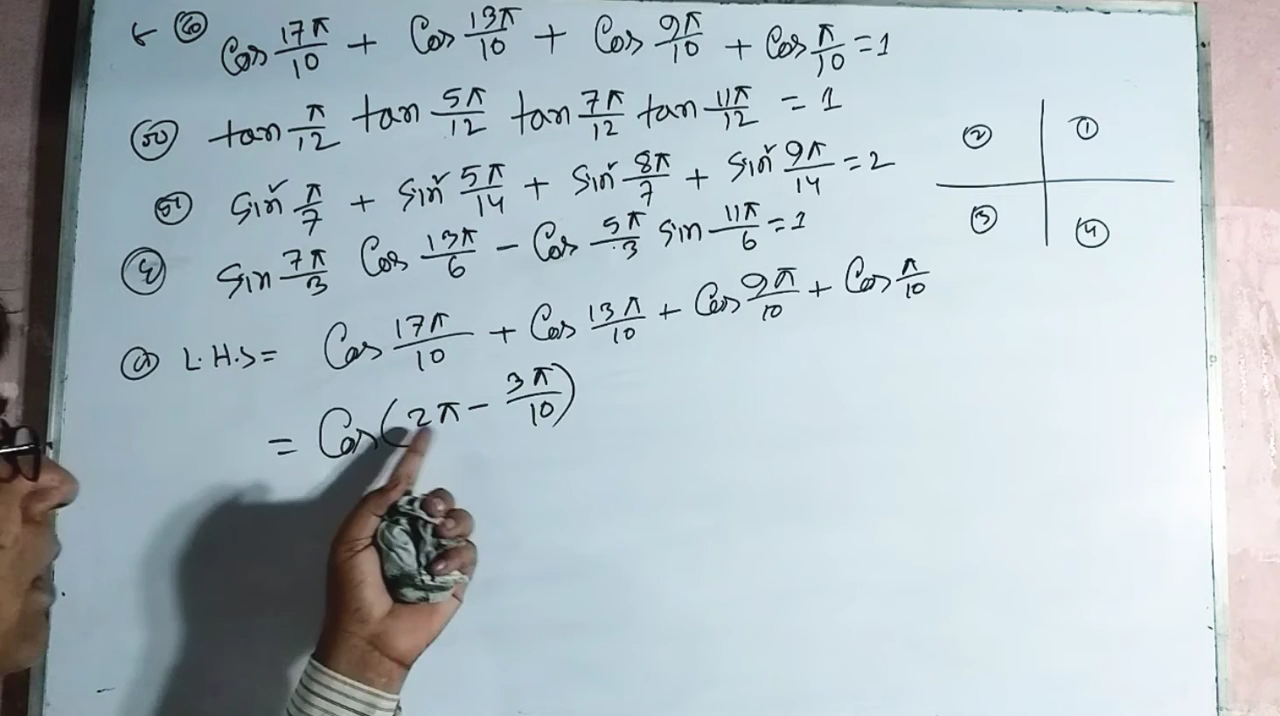 ৮ ক) Cos 17π/10 + Cos 13π/10 + Cos 9π/10 + Cos π/10 = 1
খ) tan π/12 tan 5π/12 tan 7π/12 tan 11π/12 = 1
গ) sin² π/7 + sin² 5π/14 + sin² 8π/7 + sin² 9π/14 = 2
ঘ) sin 7π/3 Cos 13π/6 - Cos 5π/3 sin 11π/6 = 1
L.H.S = Cos 17π/10 + Cos 13π/10 + Cos 9π/10 + Cos π/10
= Cos(2π - 3π/10)
2 1
3 4